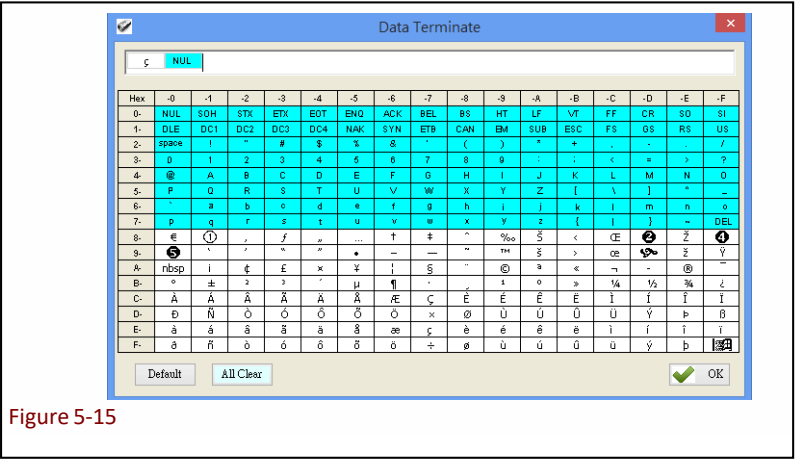 Data Terminate
ç NUL
Hex -0 -1 -2 -3 -4 -5 -6 -7 -8 -9 -A -B -C -D -E -F
0- NUL SOH STX ETX EOT ENQ ACK BEL BS HT LF VT FF CR SO SI
1- DLE DC1 DC2 DC3 DC4 NAK SYN ETB CAN EM SUB ESC FS GS RS US
2- space ! " # $ % & ' ( ) * + , - . /
3- 0 1 2 3 4 5 6 7 8 9 : ; < = > ?
4- @ A B C D E F G H I J K L M N O
5- P Q R S T U V W X Y Z [ \ ] ^ _
6- ` a b c d e f g h i j k l m n o
7- p q r s t u v w x y z { | } ~ DEL
8- € ① ‚ ƒ „ … † ‡ ˆ ‰ Š ‹ Œ ❷ Ž ❹
9- ❺ ‘ ’ “ ” • – — ˜ ™ š › œ ž Ÿ
A- nbsp ¡ ¢ £ ¤ ¥ ¦ § ¨ © ª « ¬ - ® ¯
B- ° ± ² ³ ´ µ ¶ · ¸ ¹ º » ¼ ½ ¾ ¿
C- À Á Â Ã Ä Å Æ Ç È É Ê Ë Ì Í Î Ï
D- Ð Ñ Ò Ó Ô Õ Ö × Ø Ù Ú Û Ü Ý Þ ß
E- à á â ã ä å æ ç è é ê ë ì í î ï
F- ð ñ ò ó ô õ ö ÷ ø ù ú û ü ý þ
Default All Clear OK
Figure 5-15